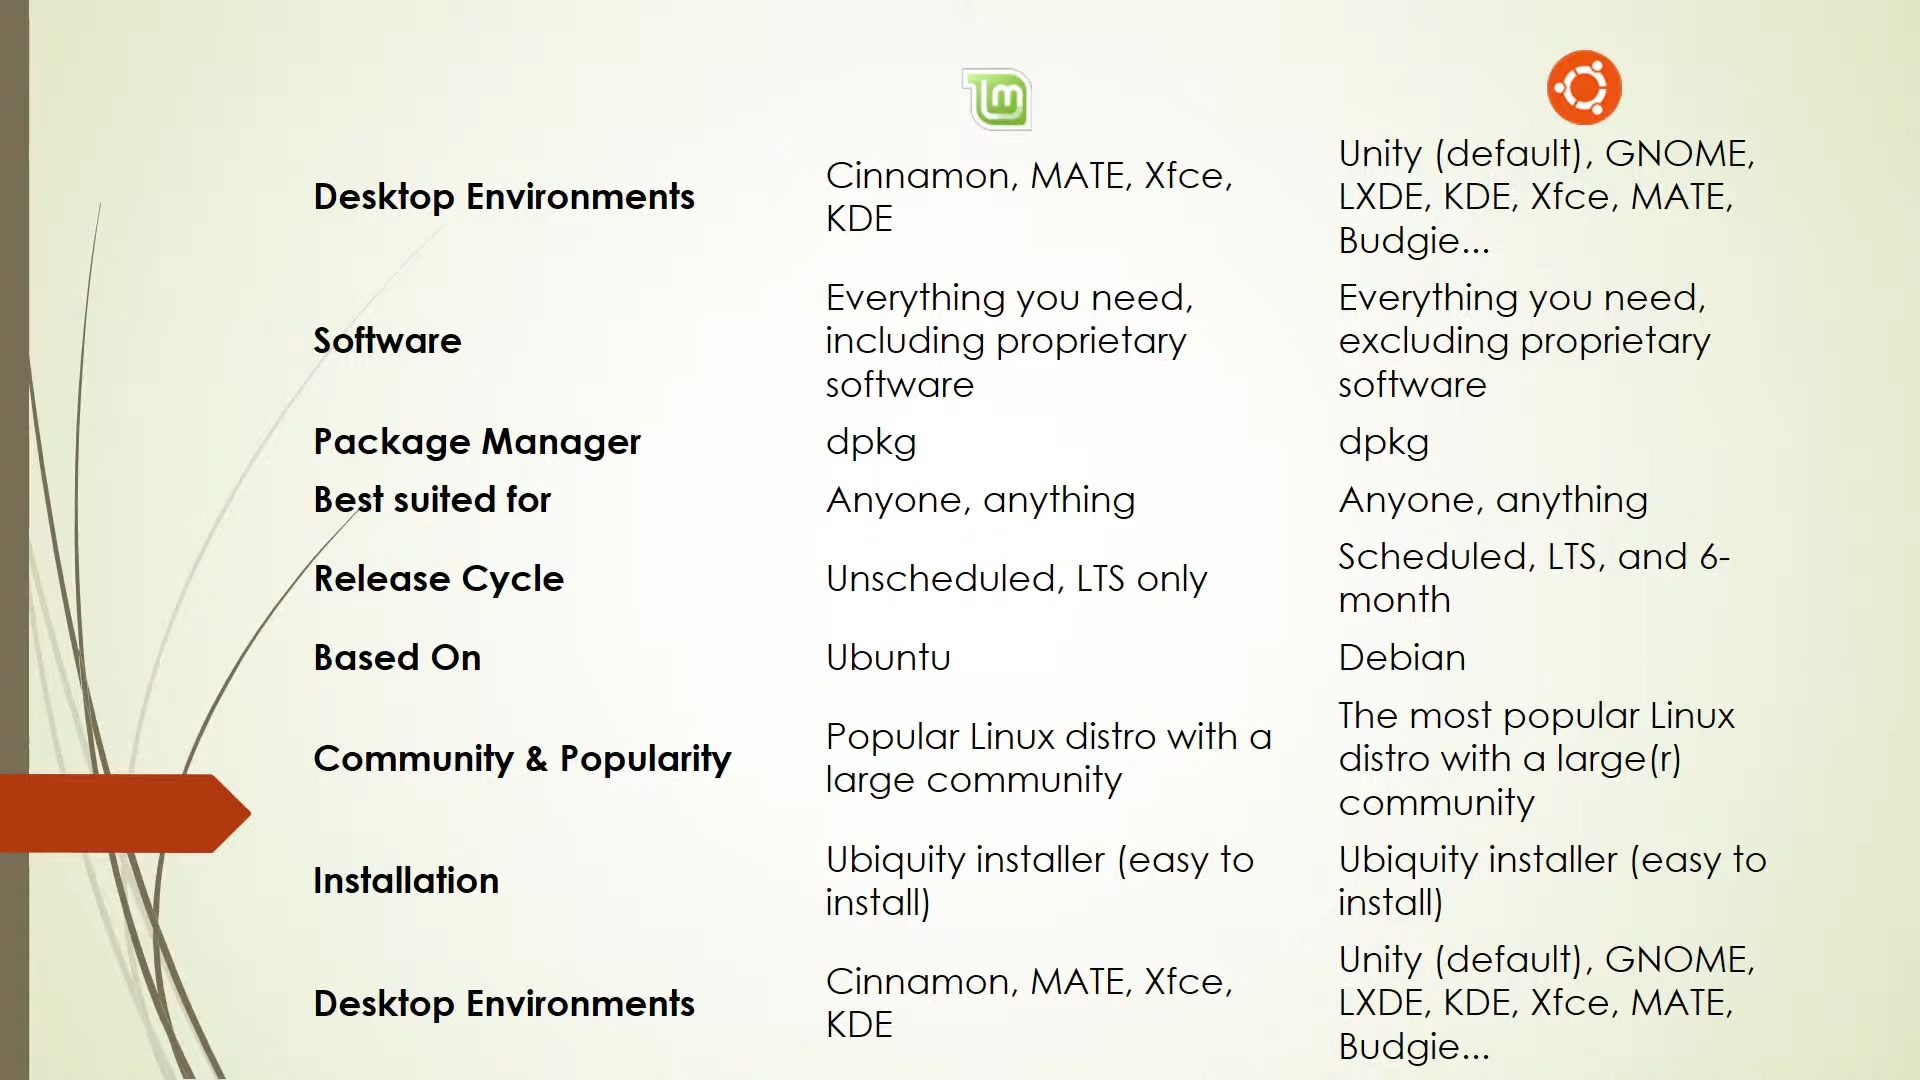 Desktop Environments
Cinnamon, MATE, Xfce,
KDE
Unity (default), GNOME,
LXDE, KDE, Xfce, MATE,
Budgie...
Software
Everything you need,
including proprietary
software
Everything you need,
excluding proprietary
software
Package Manager
dpkg
dpkg
Best suited for
Anyone, anything
Anyone, anything
Release Cycle
Unscheduled, LTS only
Scheduled, LTS, and 6-
month
Based On
Ubuntu
Debian
Community & Popularity
Popular Linux distro with a
large community
The most popular Linux
distro with a large(r)
community
Installation
Ubiquity installer (easy to
install)
Ubiquity installer (easy to
install)
Desktop Environments
Cinnamon, MATE, Xfce,
KDE
Unity (default), GNOME,
LXDE, KDE, Xfce, MATE,
Budgie...